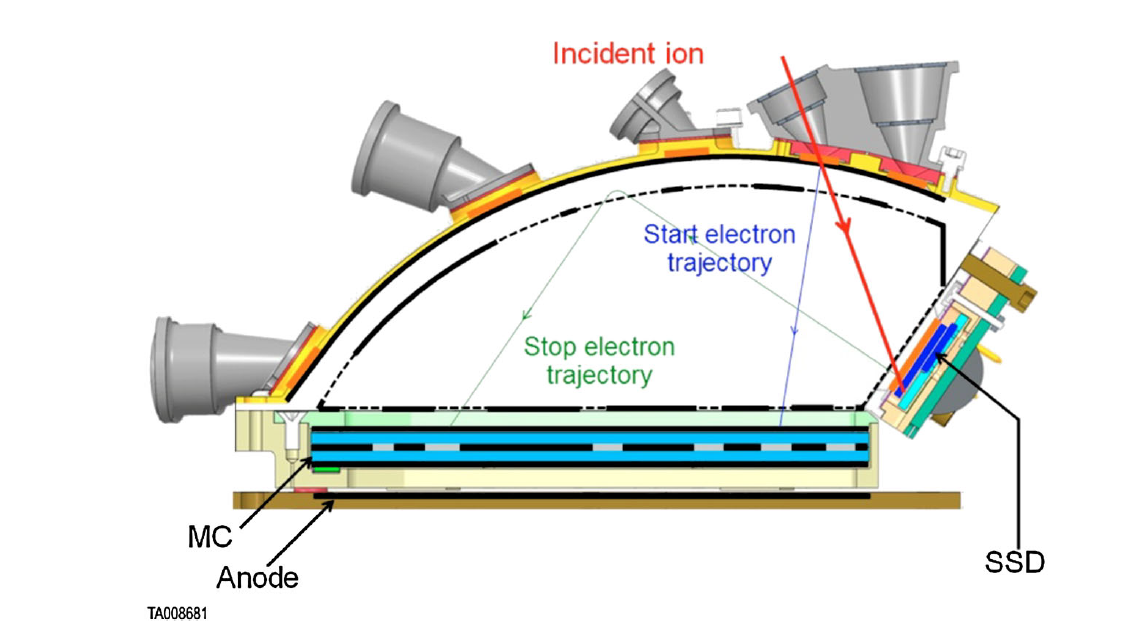 Incident ion
Start electron
trajectory
Stop electron
trajectory
MC
Anode
SSD
TA008681